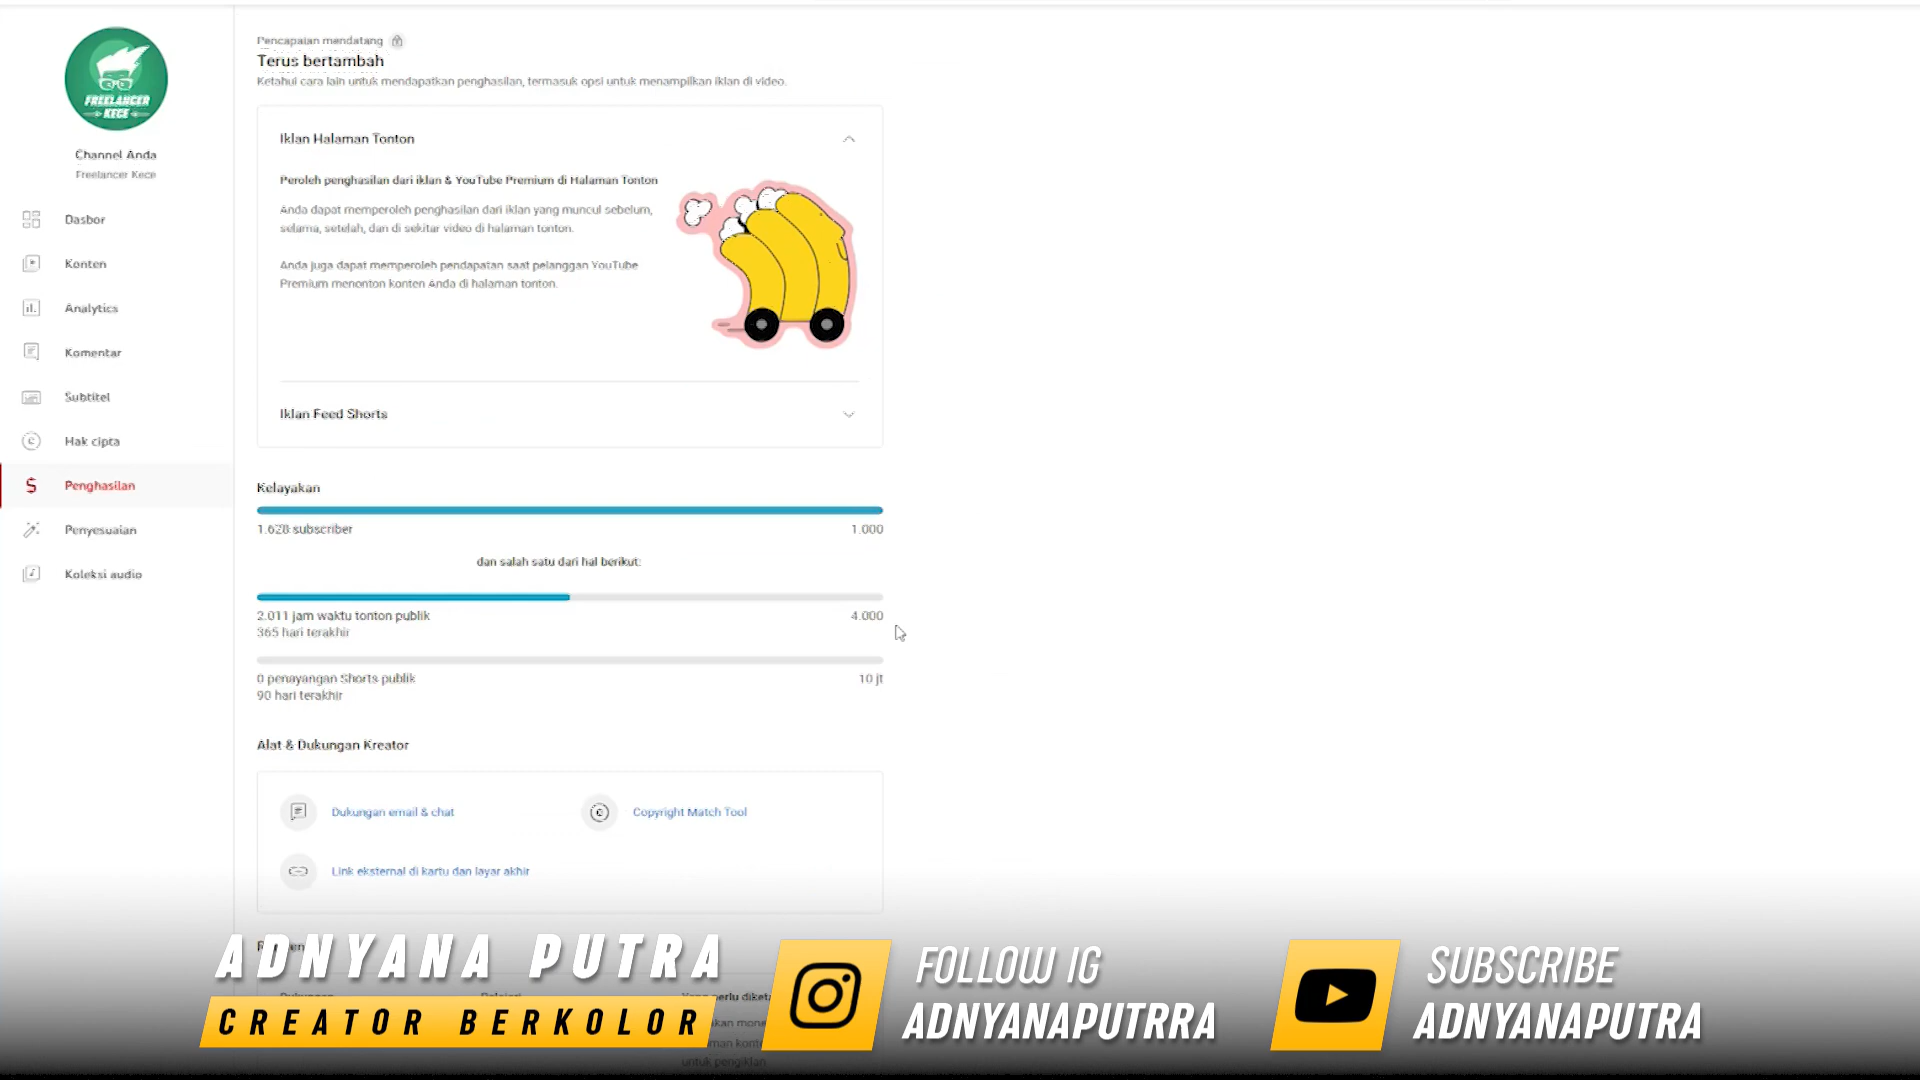 FREELANCER
KECE
Channel Anda
Freelancer Kece
Dasbor
Konten
Analytics
Komentar
Subtitel
Hak cipta
Penghasilan
Penyesuaian
Koleksi audio
Pencapaian mendatang
Terus bertambah
Ketahui cara lain untuk mendapatkan penghasilan, termasuk opsi untuk menampilkan iklan di video.
Iklan Halaman Tonton
Peroleh penghasilan dari iklan & YouTube Premium di Halaman Tonton
Anda dapat memperoleh penghasilan dari iklan yang muncul sebelum,
selama, setelah, dan di sekitar video di halaman tonton.
Anda juga dapat memperoleh pendapatan saat pelanggan YouTube
Premium menonton konten Anda di halaman tonton.
Iklan Feed Shorts
Kelayakan
1.628 subscriber
1.000
dan salah satu dari hal berikut:
2.011 jam waktu tonton publik
4.000
365 hari terakhir
0 penayangan Shorts publik
10 jt
90 hari terakhir
Alat & Dukungan Kreator
Dukungan email & chat
Copyright Match Tool
Link eksternal di kartu dan layar akhir
ADNYANA PUTRA
CREATOR BERKOLOR
FOLLOW IG
ADNYANAPUTRRA
SUBSCRIBE
ADNYANAPUTRA
untuk pengiklan